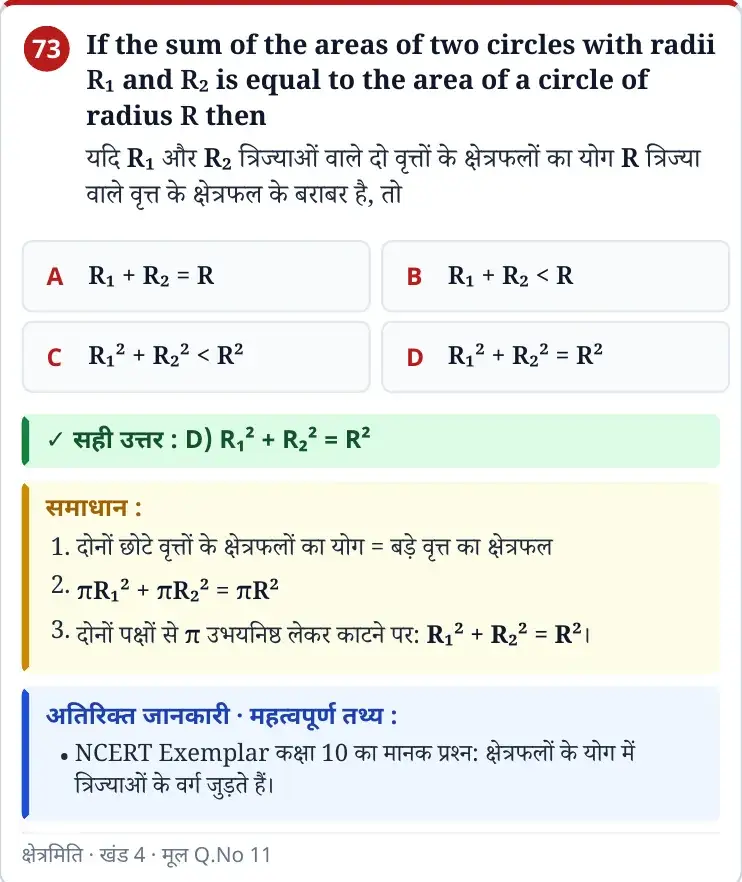 73 If the sum of the areas of two circles with radii
R₁ and R₂ is equal to the area of a circle of
radius R then
यदि R₁ और R₂ त्रिज्याओं वाले दो वृत्तों के क्षेत्रफलों का योग R त्रिज्या
वाले वृत्त के क्षेत्रफल के बराबर है, तो
A R₁ + R₂ = R
B R₁ + R₂ < R
C R₁² + R₂² < R²
D R₁² + R₂² = R²
✓ सही उत्तर : D) R₁² + R₂² = R²
समाधान :
1. दोनों छोटे वृत्तों के क्षेत्रफलों का योग = बड़े वृत्त का क्षेत्रफल
2. πR₁² + πR₂² = πR²
3. दोनों पक्षों से π उभयनिष्ठ लेकर काटने पर: R₁² + R₂² = R²।
अतिरिक्त जानकारी · महत्वपूर्ण तथ्य :
• NCERT Exemplar कक्षा 10 का मानक प्रश्न: क्षेत्रफलों के योग में
त्रिज्याओं के वर्ग जुड़ते हैं।
क्षेत्रमिति · खंड 4 · मूल Q.No 11